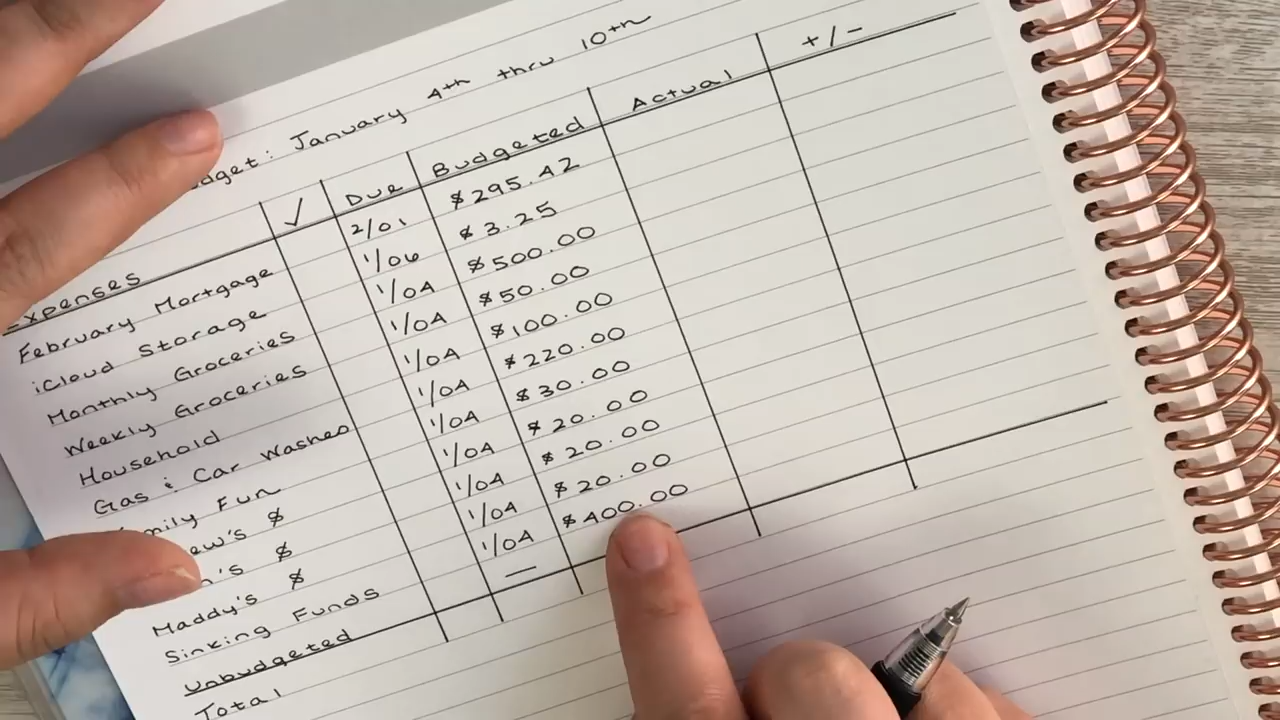 January 4th thru 10th
Expenses ✓ Due Budgeted Actual +/-
February Mortgage 2/01 $295.42
iCloud Storage 1/06 $3.25
Monthly Groceries 1/04 $500.00
Weekly Groceries 1/04 $50.00
Household 1/04 $100.00
Gas & Car Washes 1/04 $220.00
Fun 1/04 $30.00
$ 1/04 $20.00
$ 1/04 $20.00
Maddy's $ 1/04 $20.00
Sinking Funds 1/04 $400.00
Unbudgeted —
Total